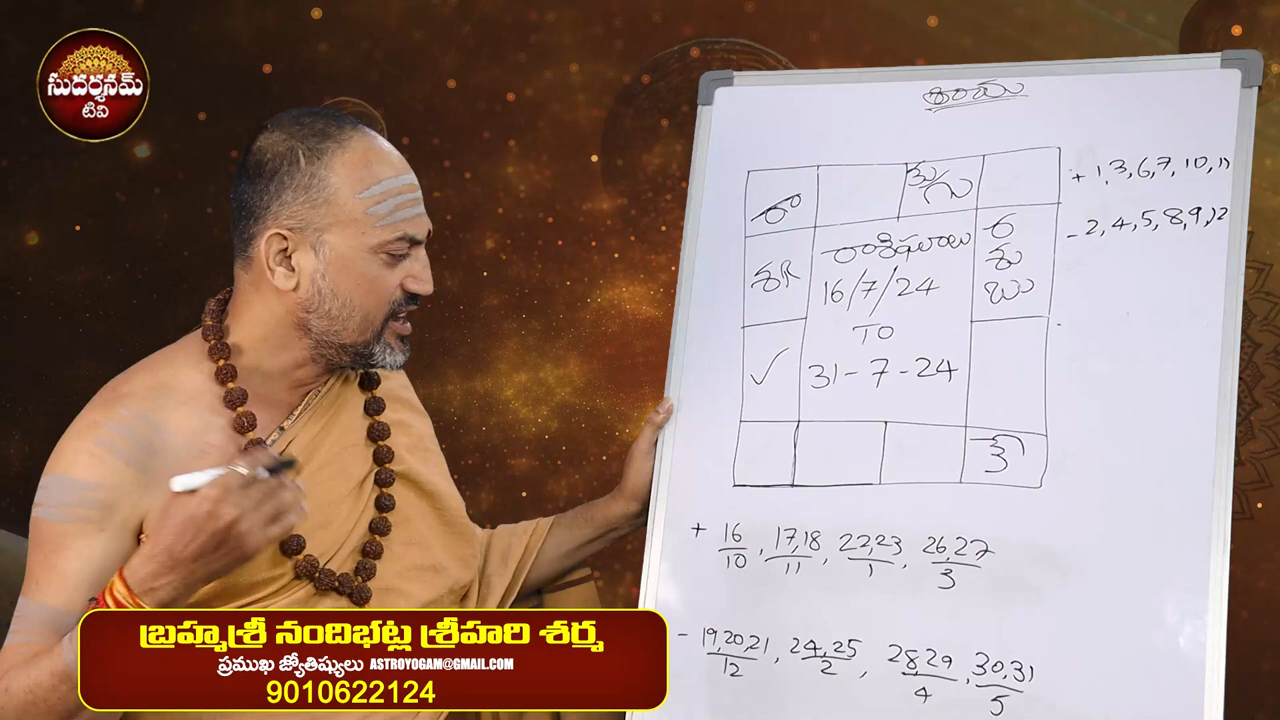 సుదర్శనమ్
టివి
+ 1, 3, 6, 7, 10, 11
- 2, 4, 5, 8, 9, 12
రా
కు/గు
ర
శు
బు
శని
రాశిఫలాలు
16/7/24
TO
31-7-24
✓
కే
+ 16/10, 17,18/11, 22,23/1, 26,27/3
- 19,20,21/12, 24,25/2, 28,29/4, 30,31/5
బ్రహ్మశ్రీ నందిభట్ల శ్రీహరి శర్మ
ప్రముఖ జ్యోతిష్యులు ASTROYOGAM@GMAIL.COM
9010622124